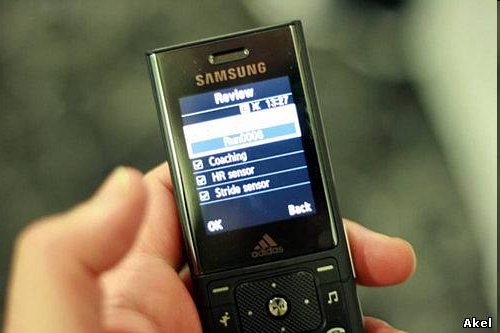 SAMSUNG
Review
13:27
Run0008
Coaching
HR sensor
Stride sensor
OK Back
adidas
Akel